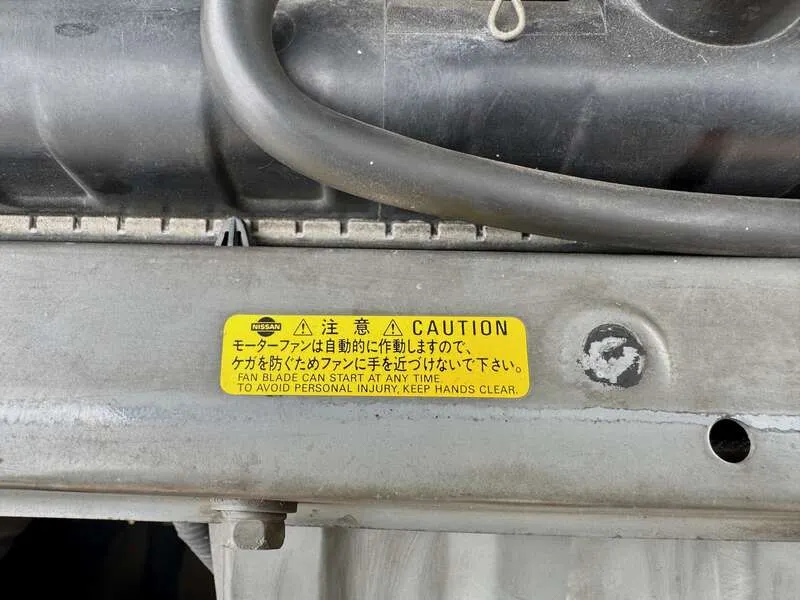 NISSAN ⚠ 注意 ⚠ CAUTION
モーターファンは自動的に作動しますので、
ケガを防ぐためファンに手を近づけないで下さい。
FAN BLADE CAN START AT ANY TIME
TO AVOID PERSONAL INJURY, KEEP HANDS CLEAR.